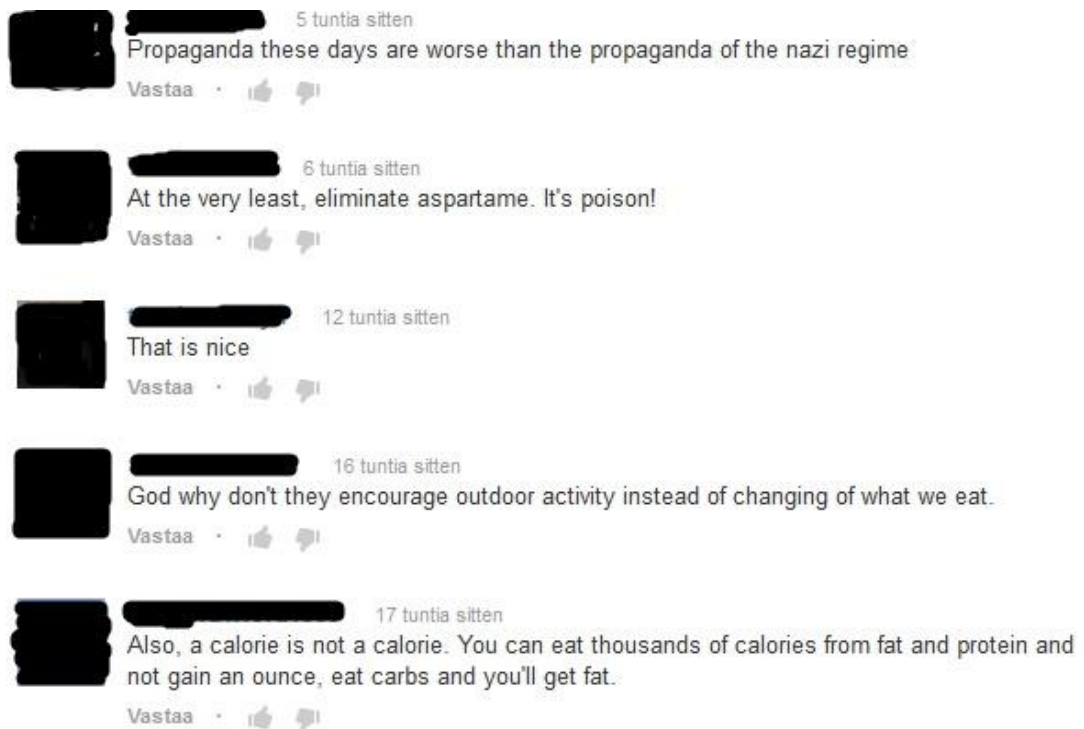 5 tuntia sitten
Propaganda these days are worse than the propaganda of the nazi regime
Vastaa ·
6 tuntia sitten
At the very least, eliminate aspartame. It's poison!
Vastaa ·
12 tuntia sitten
That is nice
Vastaa ·
16 tuntia sitten
God why don't they encourage outdoor activity instead of changing of what we eat.
Vastaa ·
17 tuntia sitten
Also, a calorie is not a calorie. You can eat thousands of calories from fat and protein and
not gain an ounce, eat carbs and you'll get fat.
Vastaa ·